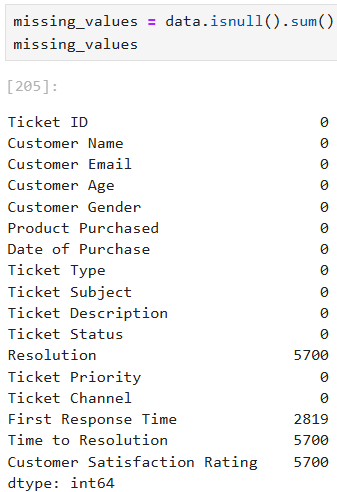 missing_values = data.isnull().sum()
missing_values
[205]:
Ticket ID 0
Customer Name 0
Customer Email 0
Customer Age 0
Customer Gender 0
Product Purchased 0
Date of Purchase 0
Ticket Type 0
Ticket Subject 0
Ticket Description 0
Ticket Status 0
Resolution 5700
Ticket Priority 0
Ticket Channel 0
First Response Time 2819
Time to Resolution 5700
Customer Satisfaction Rating 5700
dtype: int64